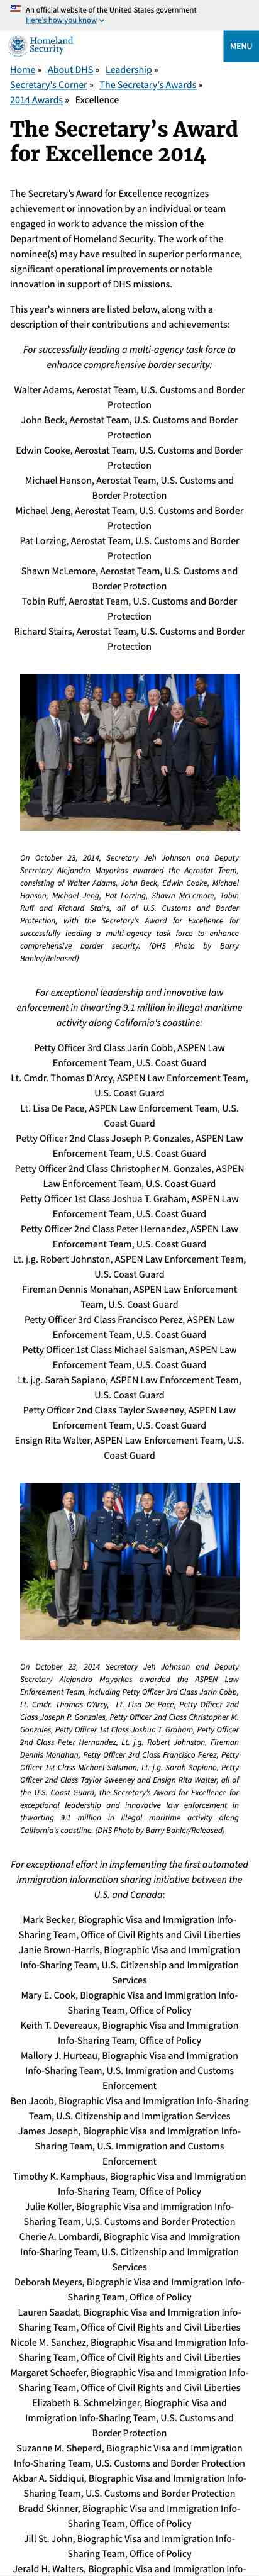 An official website of the United States government
Here's how you know
Homeland
Security
MENU
Home » About DHS » Leadership »
Secretary's Corner » The Secretary's Awards »
2014 Awards » Excellence
The Secretary's Award
for Excellence 2014
The Secretary's Award for Excellence recognizes
achievement or innovation by an individual or team
engaged in work to advance the mission of the
Department of Homeland Security. The work of the
nominee(s) may have resulted in superior performance,
significant operational improvements or notable
innovation in support of DHS missions.
This year's winners are listed below, along with a
description of their contributions and achievements:
For successfully leading a multi-agency task force to
enhance comprehensive border security:
Walter Adams, Aerostat Team, U.S. Customs and Border
Protection
John Beck, Aerostat Team, U.S. Customs and Border
Protection
Edwin Cooke, Aerostat Team, U.S. Customs and Border
Protection
Michael Hanson, Aerostat Team, U.S. Customs and
Border Protection
Michael Jeng, Aerostat Team, U.S. Customs and Border
Protection
Pat Lorzing, Aerostat Team, U.S. Customs and Border
Protection
Shawn McLemore, Aerostat Team, U.S. Customs and
Border Protection
Tobin Ruff, Aerostat Team, U.S. Customs and Border
Protection
Richard Stairs, Aerostat Team, U.S. Customs and Border
Protection
On October 23, 2014, Secretary Jeh Johnson and Deputy
Secretary Alejandro Mayorkas awarded the Aerostat Team,
consisting of Walter Adams, John Beck, Edwin Cooke, Michael
Hanson, Michael Jeng, Pat Lorzing, Shawn McLemore, Tobin
Ruff and Richard Stairs, all of U.S. Customs and Border
Protection, with the Secretary's Award for Excellence for
successfully leading a multi-agency task force to enhance
comprehensive border security. (DHS Photo by Barry
Bahler/Released)
For exceptional leadership and innovative law
enforcement in thwarting 9.1 million in illegal maritime
activity along California's coastline:
Petty Officer 3rd Class Jarin Cobb, ASPEN Law
Enforcement Team, U.S. Coast Guard
Lt. Cmdr. Thomas D'Arcy, ASPEN Law Enforcement Team,
U.S. Coast Guard
Lt. Lisa De Pace, ASPEN Law Enforcement Team, U.S.
Coast Guard
Petty Officer 2nd Class Joseph P. Gonzales, ASPEN Law
Enforcement Team, U.S. Coast Guard
Petty Officer 2nd Class Christopher M. Gonzales, ASPEN
Law Enforcement Team, U.S. Coast Guard
Petty Officer 1st Class Joshua T. Graham, ASPEN Law
Enforcement Team, U.S. Coast Guard
Petty Officer 2nd Class Peter Hernandez, ASPEN Law
Enforcement Team, U.S. Coast Guard
Lt. j.g. Robert Johnston, ASPEN Law Enforcement Team,
U.S. Coast Guard
Fireman Dennis Monahan, ASPEN Law Enforcement
Team, U.S. Coast Guard
Petty Officer 3rd Class Francisco Perez, ASPEN Law
Enforcement Team, U.S. Coast Guard
Petty Officer 1st Class Michael Salsman, ASPEN Law
Enforcement Team, U.S. Coast Guard
Lt. j.g. Sarah Sapiano, ASPEN Law Enforcement Team,
U.S. Coast Guard
Petty Officer 2nd Class Taylor Sweeney, ASPEN Law
Enforcement Team, U.S. Coast Guard
Ensign Rita Walter, ASPEN Law Enforcement Team, U.S.
Coast Guard
On October 23, 2014 Secretary Jeh Johnson and Deputy
Secretary Alejandro Mayorkas awarded the ASPEN Law
Enforcement Team, including Petty Officer 3rd Class Jarin Cobb,
Lt. Cmdr. Thomas D'Arcy, Lt. Lisa De Pace, Petty Officer 2nd
Class Joseph P. Gonzales, Petty Officer 2nd Class Christopher M.
Gonzales, Petty Officer 1st Class Joshua T. Graham, Petty Officer
2nd Class Peter Hernandez, Lt. j.g. Robert Johnston, Fireman
Dennis Monahan, Petty Officer 3rd Class Francisco Perez, Petty
Officer 1st Class Michael Salsman, Lt. j.g. Sarah Sapiano, Petty
Officer 2nd Class Taylor Sweeney and Ensign Rita Walter, all of
the U.S. Coast Guard, the Secretary's Award for Excellence for
exceptional leadership and innovative law enforcement in
thwarting 9.1 million in illegal maritime activity along
California's coastline. (DHS Photo by Barry Bahler/Released)
For exceptional effort in implementing the first automated
immigration information sharing initiative between the
U.S. and Canada:
Mark Becker, Biographic Visa and Immigration Info-
Sharing Team, Office of Civil Rights and Civil Liberties
Janie Brown-Harris, Biographic Visa and Immigration
Info-Sharing Team, U.S. Citizenship and Immigration
Services
Mary E. Cook, Biographic Visa and Immigration Info-
Sharing Team, Office of Policy
Keith T. Devereaux, Biographic Visa and Immigration
Info-Sharing Team, Office of Policy
Mallory J. Hurteau, Biographic Visa and Immigration
Info-Sharing Team, U.S. Immigration and Customs
Enforcement
Ben Jacob, Biographic Visa and Immigration Info-Sharing
Team, U.S. Citizenship and Immigration Services
James Joseph, Biographic Visa and Immigration Info-
Sharing Team, U.S. Immigration and Customs
Enforcement
Timothy K. Kamphaus, Biographic Visa and Immigration
Info-Sharing Team, Office of Policy
Julie Koller, Biographic Visa and Immigration Info-
Sharing Team, U.S. Customs and Border Protection
Cherie A. Lombardi, Biographic Visa and Immigration
Info-Sharing Team, U.S. Citizenship and Immigration
Services
Deborah Meyers, Biographic Visa and Immigration Info-
Sharing Team, Office of Policy
Lauren Saadat, Biographic Visa and Immigration Info-
Sharing Team, Office of Civil Rights and Civil Liberties
Nicole M. Sanchez, Biographic Visa and Immigration Info-
Sharing Team, Office of Civil Rights and Civil Liberties
Margaret Schaefer, Biographic Visa and Immigration Info-
Sharing Team, Office of Civil Rights and Civil Liberties
Elizabeth B. Schmelzinger, Biographic Visa and
Immigration Info-Sharing Team, U.S. Customs and
Border Protection
Suzanne M. Sheperd, Biographic Visa and Immigration
Info-Sharing Team, U.S. Customs and Border Protection
Akbar A. Siddiqui, Biographic Visa and Immigration Info-
Sharing Team, U.S. Customs and Border Protection
Bradd Skinner, Biographic Visa and Immigration Info-
Sharing Team, Office of Policy
Jill St. John, Biographic Visa and Immigration Info-
Sharing Team, Office of Policy
Jerald H. Walters, Biographic Visa and Immigration Info-